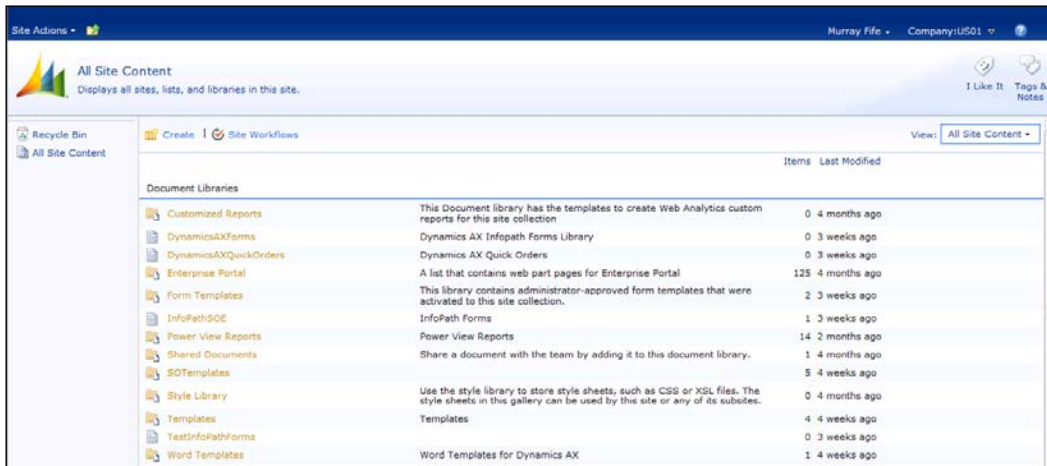 Site Actions
Murray Fife
Company:US01
All Site Content
Displays all sites, lists, and libraries in this site.
I Like It
Tags &
Notes
Recycle Bin
All Site Content
Create
Site Workflows
View: All Site Content
Items Last Modified
Document Libraries
Customized Reports This Document library has the templates to create Web Analytics custom
reports for this site collection 0 4 months ago
DynamicsAXForms Dynamics AX Infopath Forms Library 0 3 weeks ago
DynamicsAXQuickOrders Dynamics AX Quick Orders 0 3 weeks ago
Enterprise Portal A list that contains web part pages for Enterprise Portal 125 4 months ago
Form Templates This library contains administrator-approved form templates that were
activated to this site collection. 2 3 weeks ago
InfoPathSOE InfoPath Forms 1 3 weeks ago
Power View Reports Power View Reports 14 2 months ago
Shared Documents Share a document with the team by adding it to this document library. 1 4 months ago
SOTemplates 5 4 weeks ago
Style Library Use the style library to store style sheets, such as CSS or XSL files. The
style sheets in this gallery can be used by this site or any of its subsites. 0 4 months ago
Templates Templates 4 4 weeks ago
TestInfoPathForms 0 3 weeks ago
Word Templates Word Templates for Dynamics AX 1 4 weeks ago